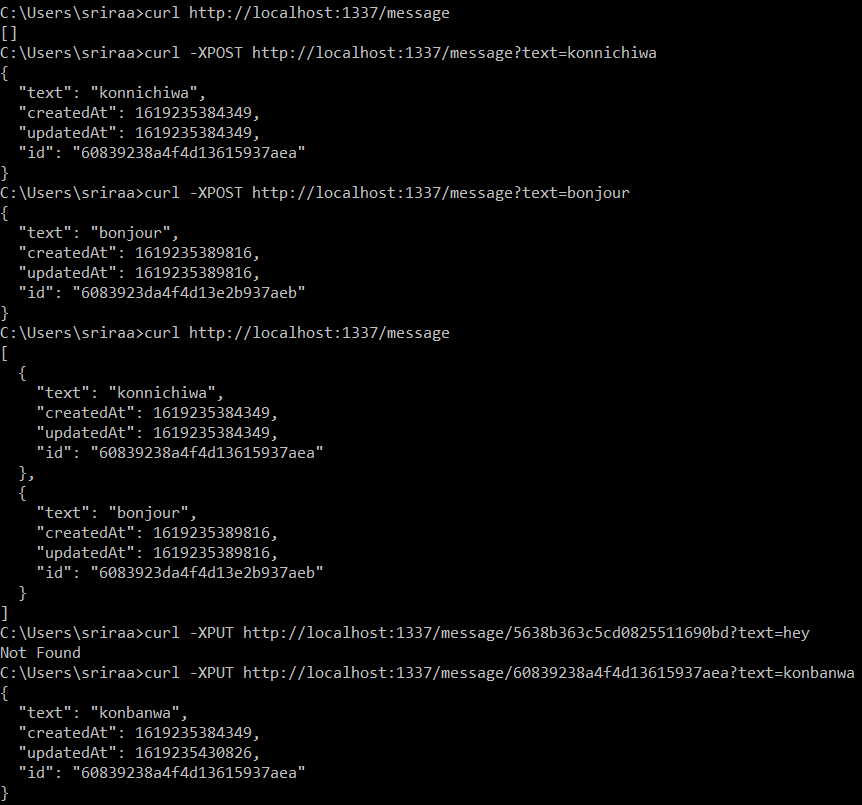 C:\Users\sriraa>curl http://localhost:1337/message
[]
C:\Users\sriraa>curl -XPOST http://localhost:1337/message?text=konnichiwa
{
  "text": "konnichiwa",
  "createdAt": 1619235384349,
  "updatedAt": 1619235384349,
  "id": "60839238a4f4d13615937aea"
}
C:\Users\sriraa>curl -XPOST http://localhost:1337/message?text=bonjour
{
  "text": "bonjour",
  "createdAt": 1619235389816,
  "updatedAt": 1619235389816,
  "id": "6083923da4f4d13e2b937aeb"
}
C:\Users\sriraa>curl http://localhost:1337/message
[
  {
    "text": "konnichiwa",
    "createdAt": 1619235384349,
    "updatedAt": 1619235384349,
    "id": "60839238a4f4d13615937aea"
  },
  {
    "text": "bonjour",
    "createdAt": 1619235389816,
    "updatedAt": 1619235389816,
    "id": "6083923da4f4d13e2b937aeb"
  }
]
C:\Users\sriraa>curl -XPUT http://localhost:1337/message/5638b363c5cd0825511690bd?text=hey
Not Found
C:\Users\sriraa>curl -XPUT http://localhost:1337/message/60839238a4f4d13615937aea?text=konbanwa
{
  "text": "konbanwa",
  "createdAt": 1619235384349,
  "updatedAt": 1619235430826,
  "id": "60839238a4f4d13615937aea"
}